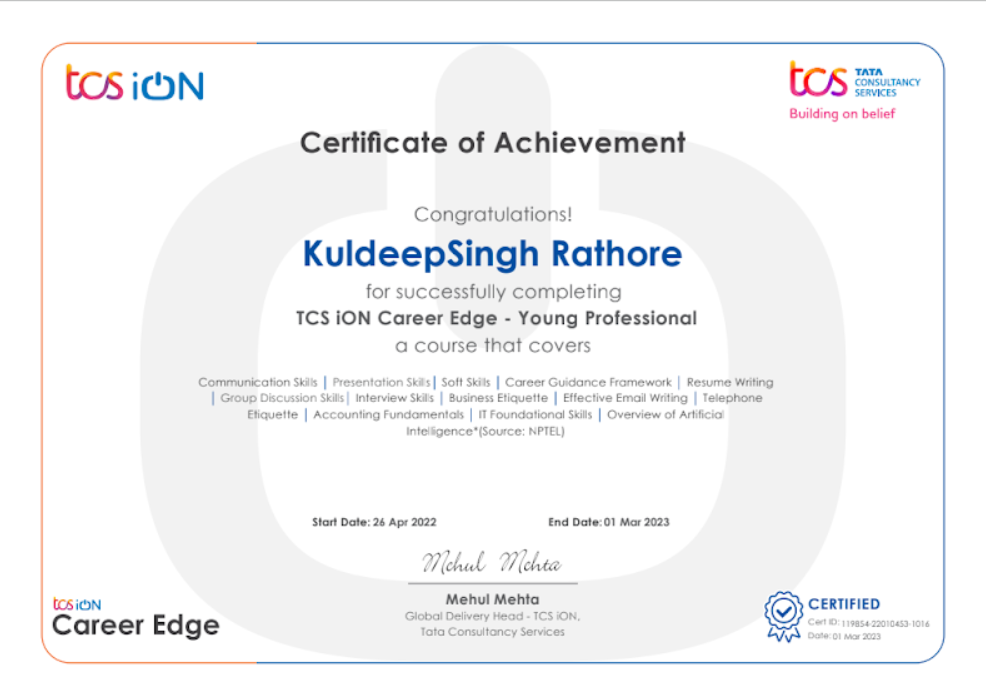 tcs iON
tcs TATA
CONSULTANCY
SERVICES
Building on belief
Certificate of Achievement
Congratulations!
KuldeepSingh Rathore
for successfully completing
TCS iON Career Edge - Young Professional
a course that covers
Communication Skills | Presentation Skills | Soft Skills | Career Guidance Framework | Resume Writing
| Group Discussion Skills | Interview Skills | Business Etiquette | Effective Email Writing | Telephone
Etiquette | Accounting Fundamentals | IT Foundational Skills | Overview of Artificial
Intelligence*(Source: NPTEL)
Start Date: 26 Apr 2022 End Date: 01 Mar 2023
Mehul Mehta
Mehul Mehta
Global Delivery Head - TCS iON,
Tata Consultancy Services
tcs iON
Career Edge
CERTIFIED
Cert ID: 119854-22010453-1016
Date: 01 Mar 2023